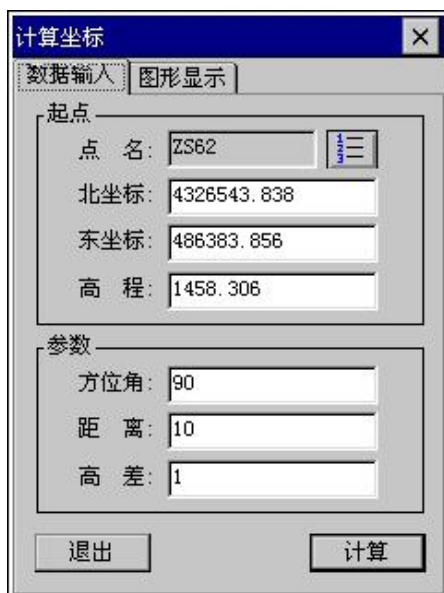 计算坐标
数据输入 图形显示
起点
点 名: ZS62
北坐标: 4326543.838
东坐标: 486383.856
高 程: 1458.306
参数
方位角: 90
距 离: 10
高 差: 1
退出 计算